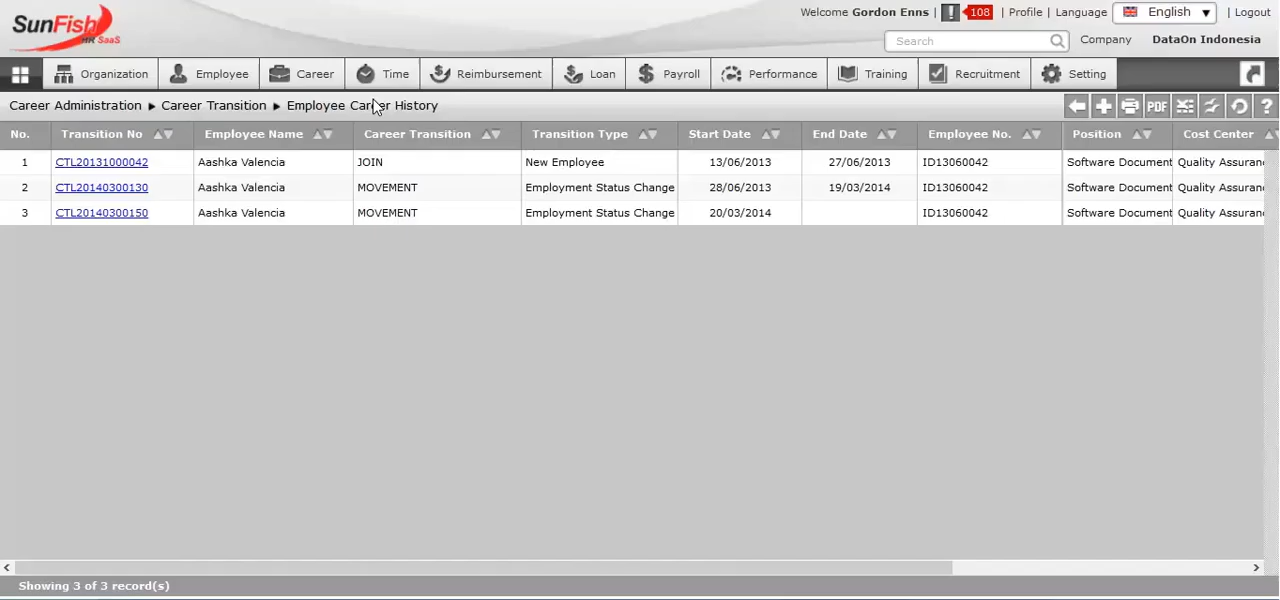 SunFish
HR SaaS
Welcome Gordon Enns | ! 108 | Profile | Language English ▼ | Logout
Search Company DataOn Indonesia
Organization Employee Career Time Reimbursement Loan Payroll Performance Training Recruitment Setting
Career Administration ▶ Career Transition ▶ Employee Career History PDF ?
No. Transition No Employee Name Career Transition Transition Type Start Date End Date Employee No. Position Cost Center
1 CTL20131000042 Aashka Valencia JOIN New Employee 13/06/2013 27/06/2013 ID13060042 Software Document Quality Assuran
2 CTL20140300130 Aashka Valencia MOVEMENT Employment Status Change 28/06/2013 19/03/2014 ID13060042 Software Document Quality Assuran
3 CTL20140300150 Aashka Valencia MOVEMENT Employment Status Change 20/03/2014 ID13060042 Software Document Quality Assuran
Showing 3 of 3 record(s)